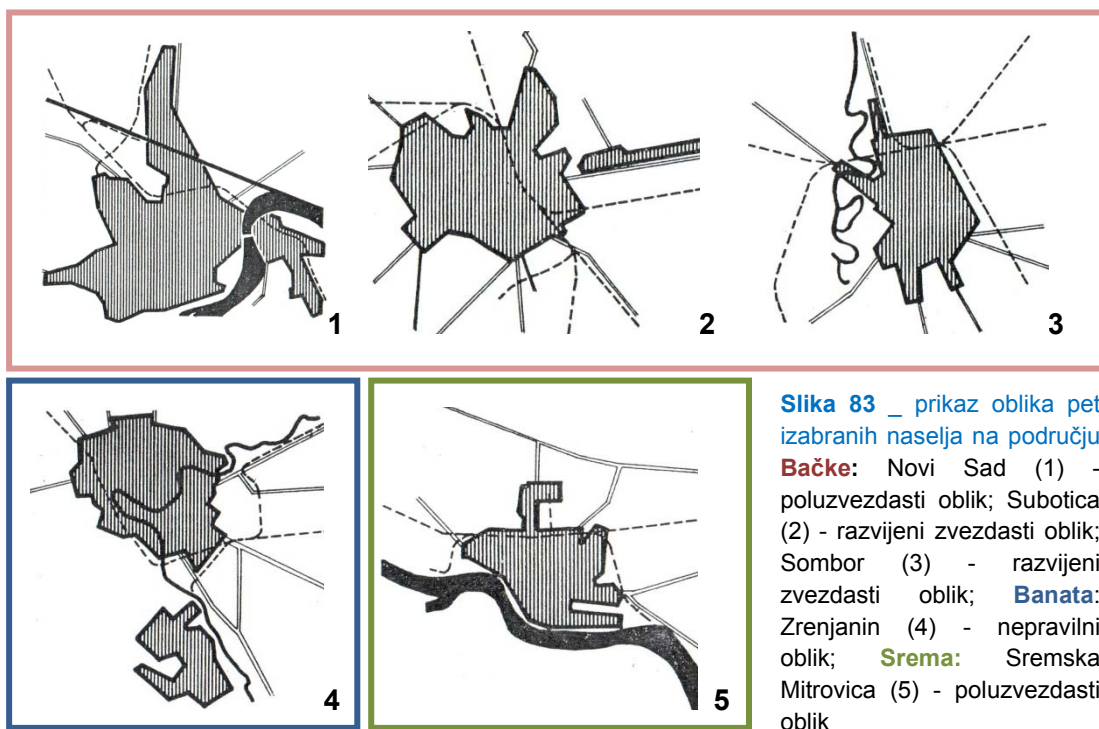 1
2
3
4
5
Slika 83 _ prikaz oblika pet
izabranih naselja na području
Bačke: Novi Sad (1) -
poluzvezdasti oblik; Subotica
(2) - razvijeni zvezdasti oblik;
Sombor (3) - razvijeni
zvezdasti oblik; Banata:
Zrenjanin (4) - nepravilni
oblik; Srema: Sremska
Mitrovica (5) - poluzvezdasti
oblik